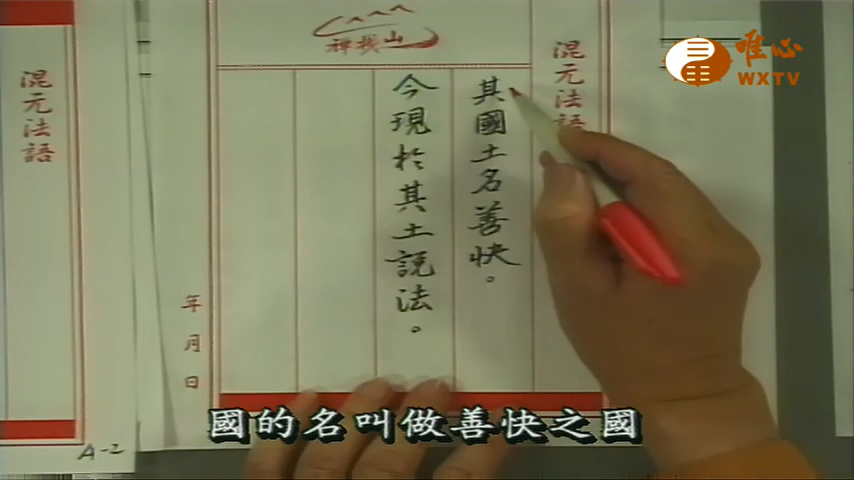 禪機山
混元法語
其國土名善快。
今現於其土說法。
年月日
混元法語
A-2
唯心
WXTV
國的名叫做善快之國